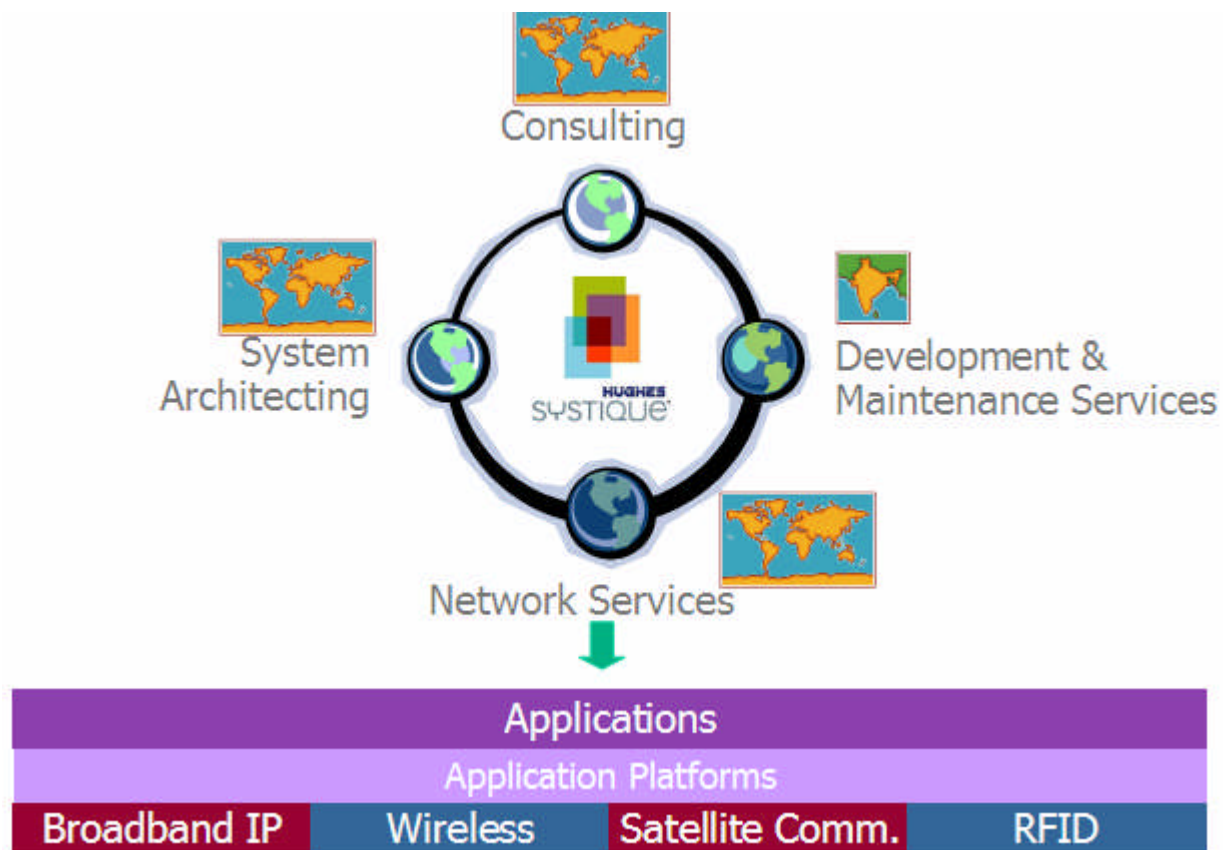 Consulting
System
Architecting
HUGHES
SYSTIQUE
Development &
Maintenance Services
Network Services
Applications
Application Platforms
Broadband IP
Wireless
Satellite Comm.
RFID